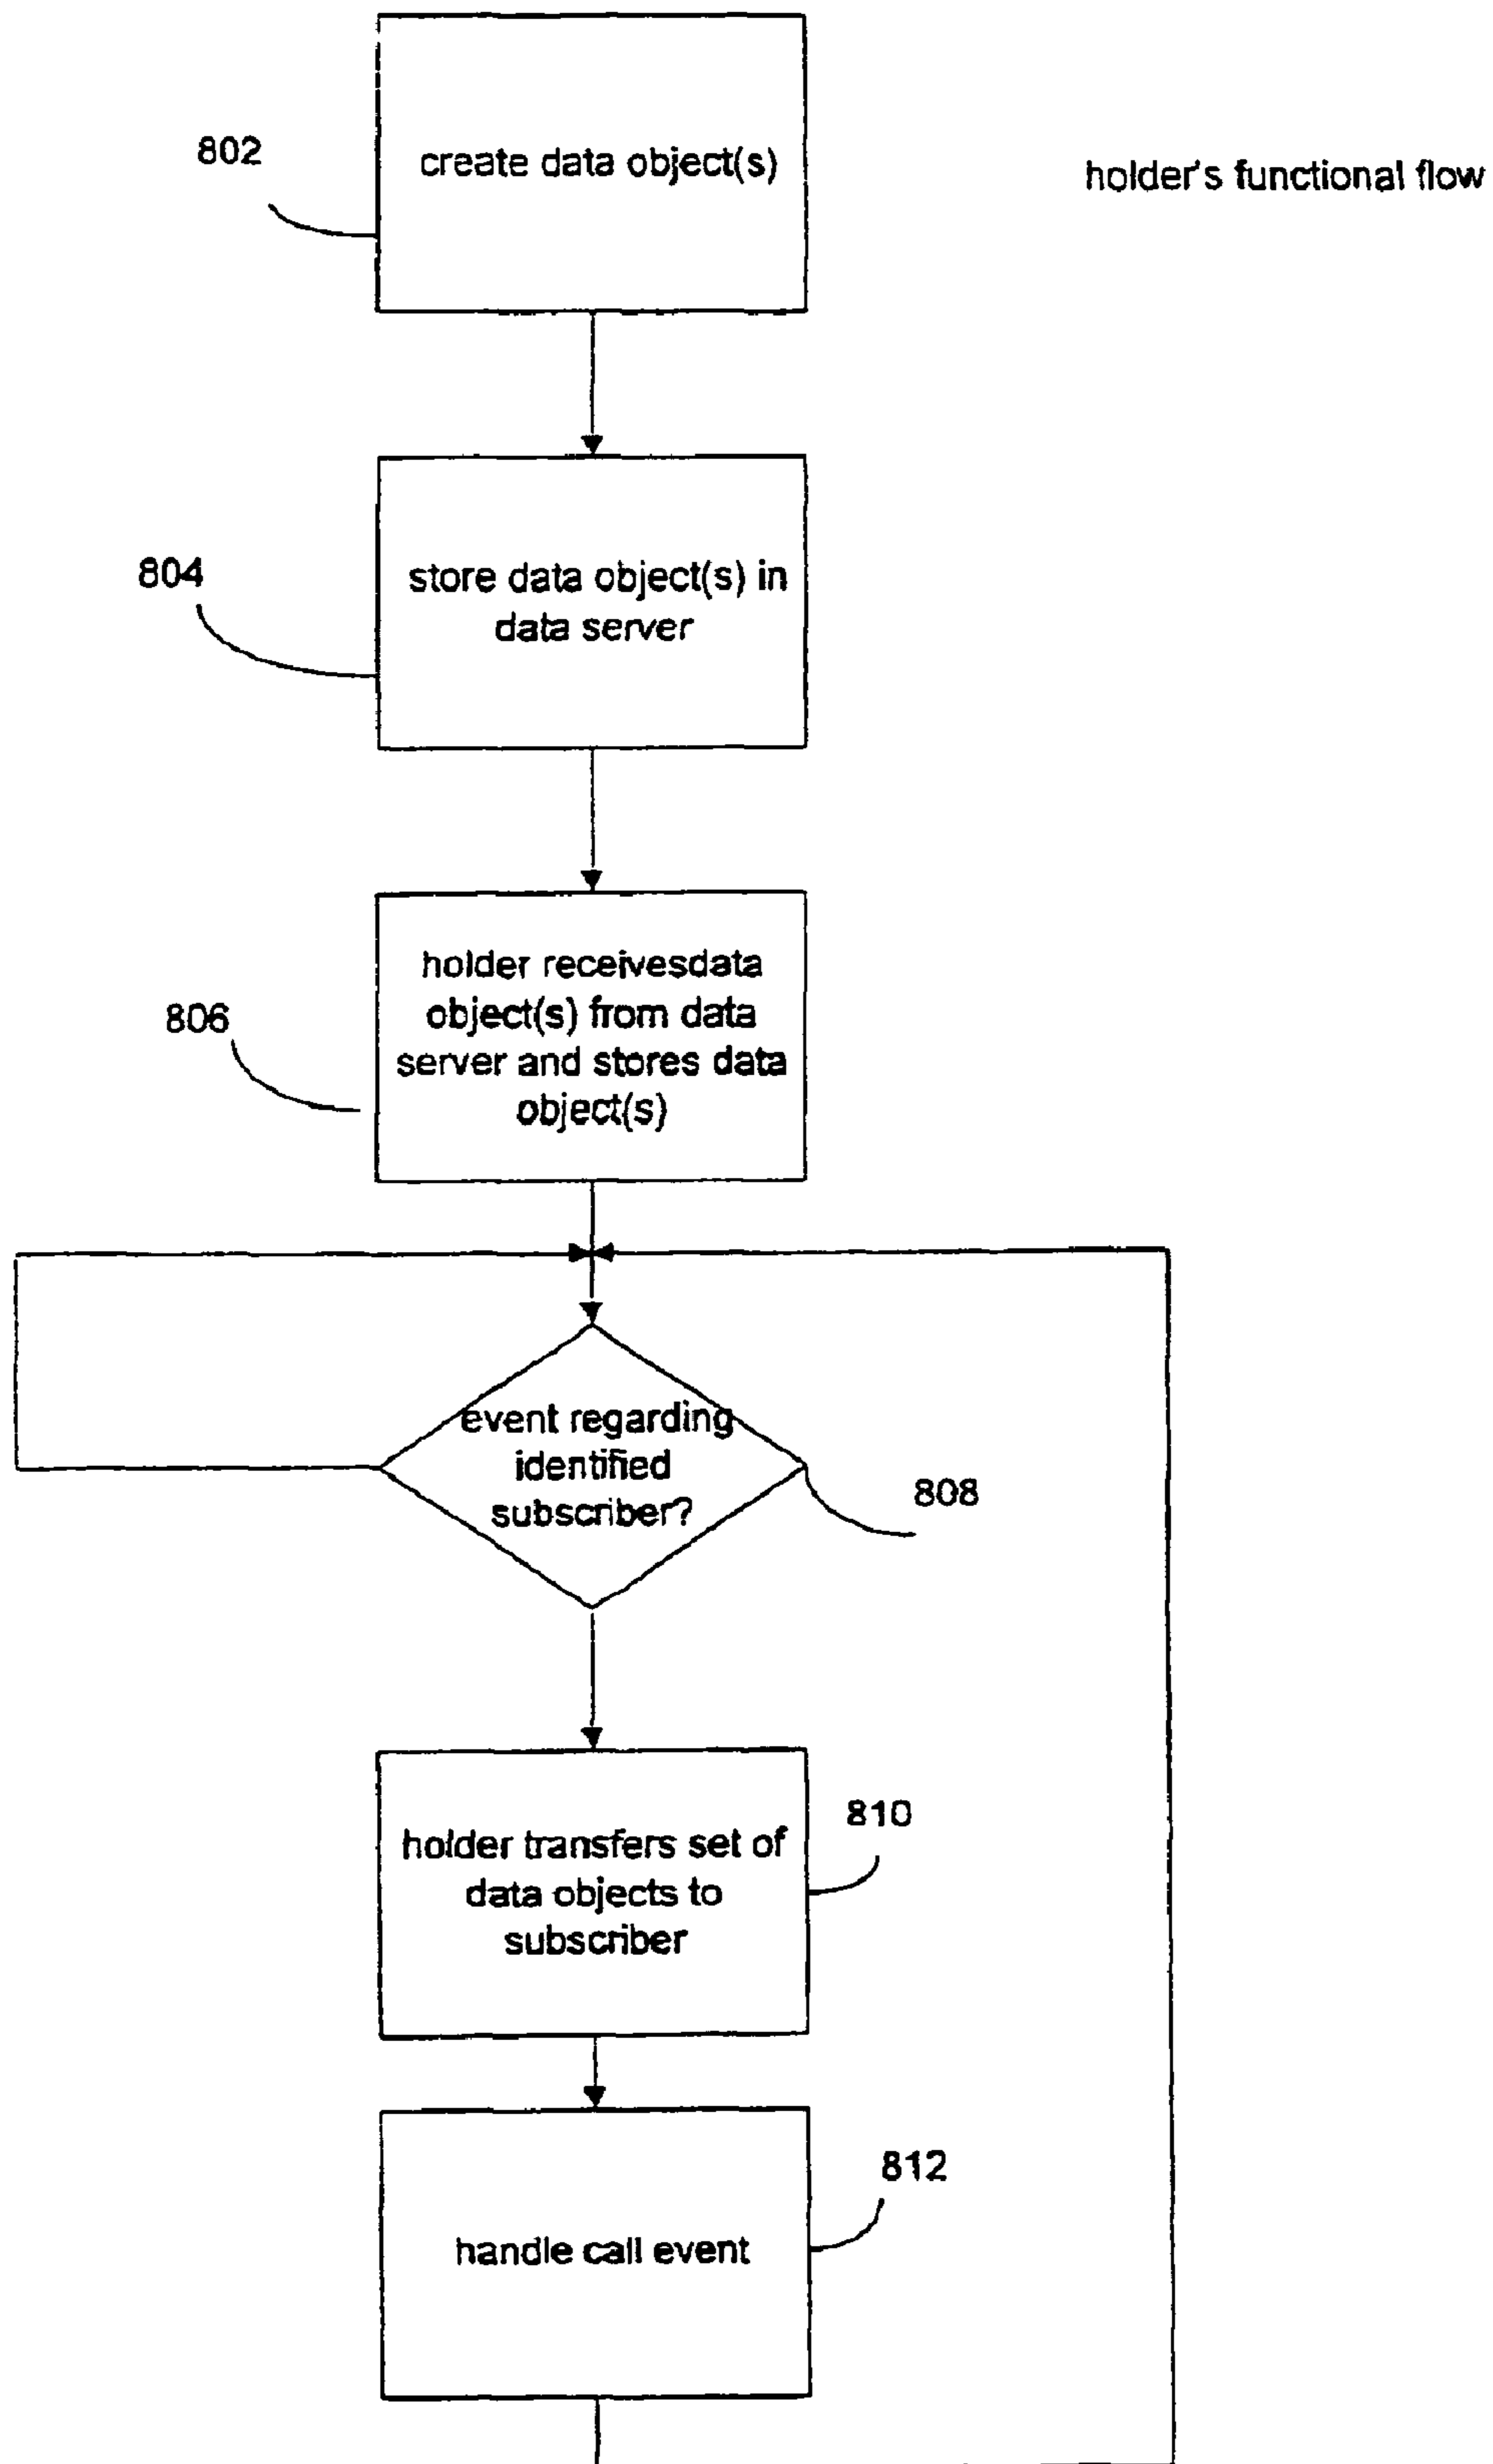 802
create data object(s)
holder's functional flow
804
store data object(s) in
data server
806
holder receivesdata
object(s) from data
server and stores data
object(s)
event regarding
identified
subscriber?
808
810
holder transfers set of
data objects to
subscriber
812
handle call event